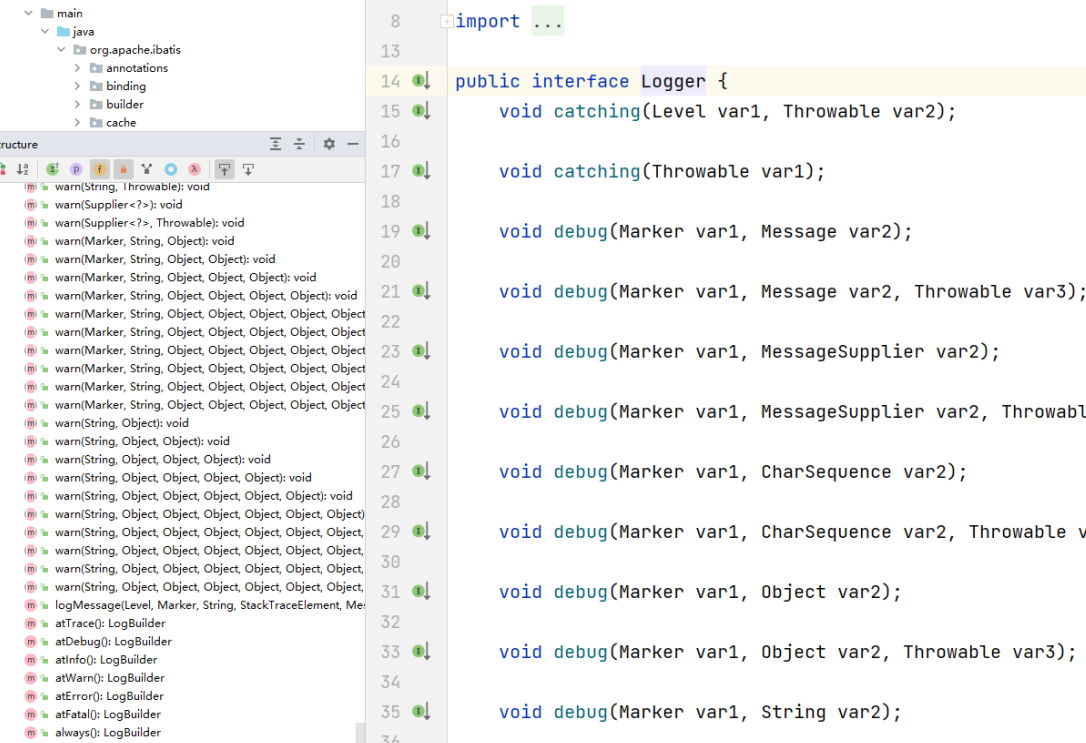 main
java
org.apache.ibatis
annotations
binding
builder
cache
ructure
warn(String, Throwable): void
warn(Supplier<?>): void
warn(Supplier<?>, Throwable): void
warn(Marker, String, Object): void
warn(Marker, String, Object, Object): void
warn(Marker, String, Object, Object, Object): void
warn(Marker, String, Object, Object, Object, Object): void
warn(Marker, String, Object, Object, Object, Object, Object
warn(Marker, String, Object, Object, Object, Object, Object
warn(Marker, String, Object, Object, Object, Object, Object
warn(Marker, String, Object, Object, Object, Object, Object
warn(Marker, String, Object, Object, Object, Object, Object
warn(Marker, String, Object, Object, Object, Object, Object
warn(String, Object): void
warn(String, Object, Object): void
warn(String, Object, Object, Object): void
warn(String, Object, Object, Object, Object): void
warn(String, Object, Object, Object, Object, Object): void
warn(String, Object, Object, Object, Object, Object, Object)
warn(String, Object, Object, Object, Object, Object, Object,
warn(String, Object, Object, Object, Object, Object, Object,
warn(String, Object, Object, Object, Object, Object, Object,
warn(String, Object, Object, Object, Object, Object, Object,
logMessage(Level, Marker, String, StackTraceElement, Mes
atTrace(): LogBuilder
atDebug(): LogBuilder
atInfo(): LogBuilder
atWarn(): LogBuilder
atError(): LogBuilder
atFatal(): LogBuilder
always(): LogBuilder
8 import ...
13
14 public interface Logger {
15 void catching(Level var1, Throwable var2);
16
17 void catching(Throwable var1);
18
19 void debug(Marker var1, Message var2);
20
21 void debug(Marker var1, Message var2, Throwable var3);
22
23 void debug(Marker var1, MessageSupplier var2);
24
25 void debug(Marker var1, MessageSupplier var2, Throwabl
26
27 void debug(Marker var1, CharSequence var2);
28
29 void debug(Marker var1, CharSequence var2, Throwable v
30
31 void debug(Marker var1, Object var2);
32
33 void debug(Marker var1, Object var2, Throwable var3);
34
35 void debug(Marker var1, String var2);
36